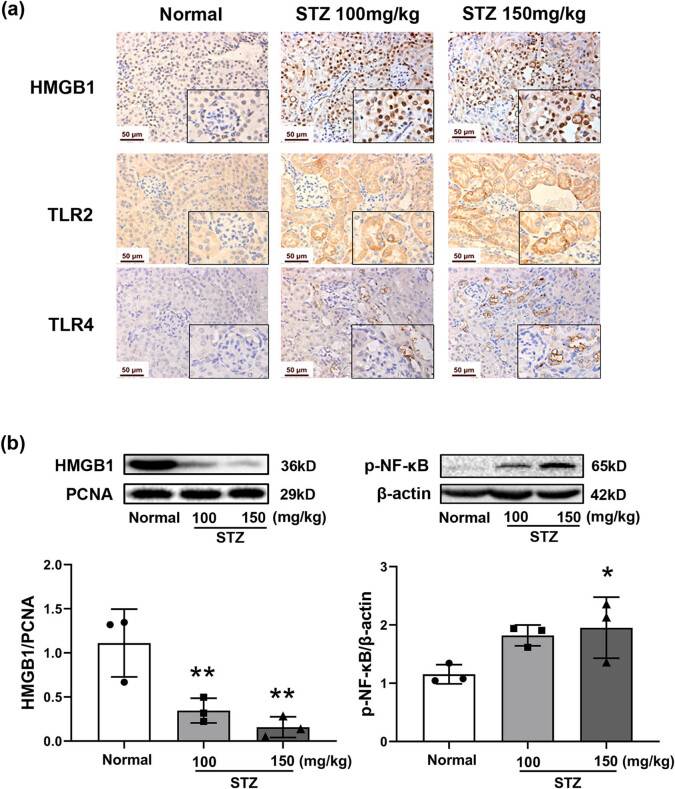 (a)
Normal STZ 100mg/kg STZ 150mg/kg
HMGB1
50 µm 50 µm 50 µm
TLR2
50 µm 50 µm 50 µm
TLR4
50 µm 50 µm 50 µm
(b)
HMGB1 36kD
PCNA 29kD
Normal 100 150 (mg/kg)
STZ
p-NF-κB 65kD
β-actin 42kD
Normal 100 150 (mg/kg)
STZ
HMGB1/PCNA
2.0
1.5
1.0
0.5
0.0
** **
Normal 100 150 (mg/kg)
STZ
p-NF-κB/β-actin
3
2
1
0
*
Normal 100 150 (mg/kg)
STZ